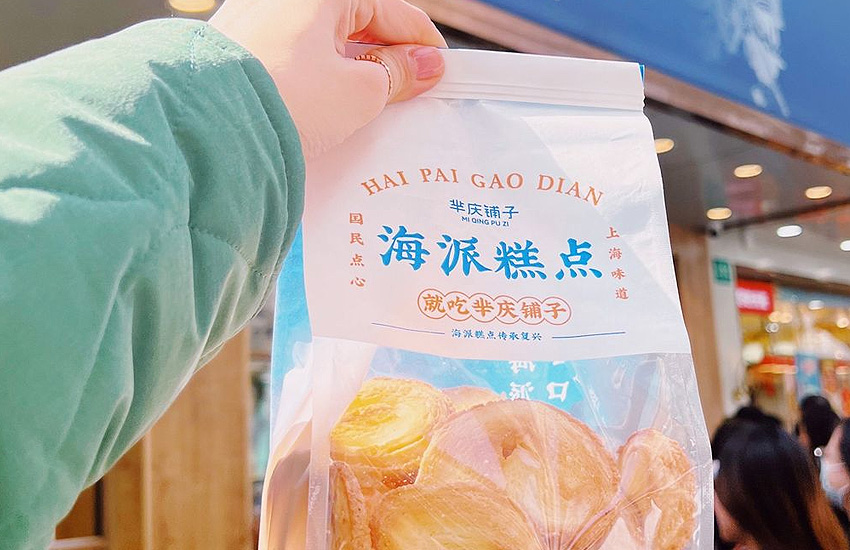 HAI PAI GAO DIAN
芈庆铺子
MI QING PU ZI
国民点心
海派糕点
上海味道
就吃芈庆铺子
海派糕点传承复兴